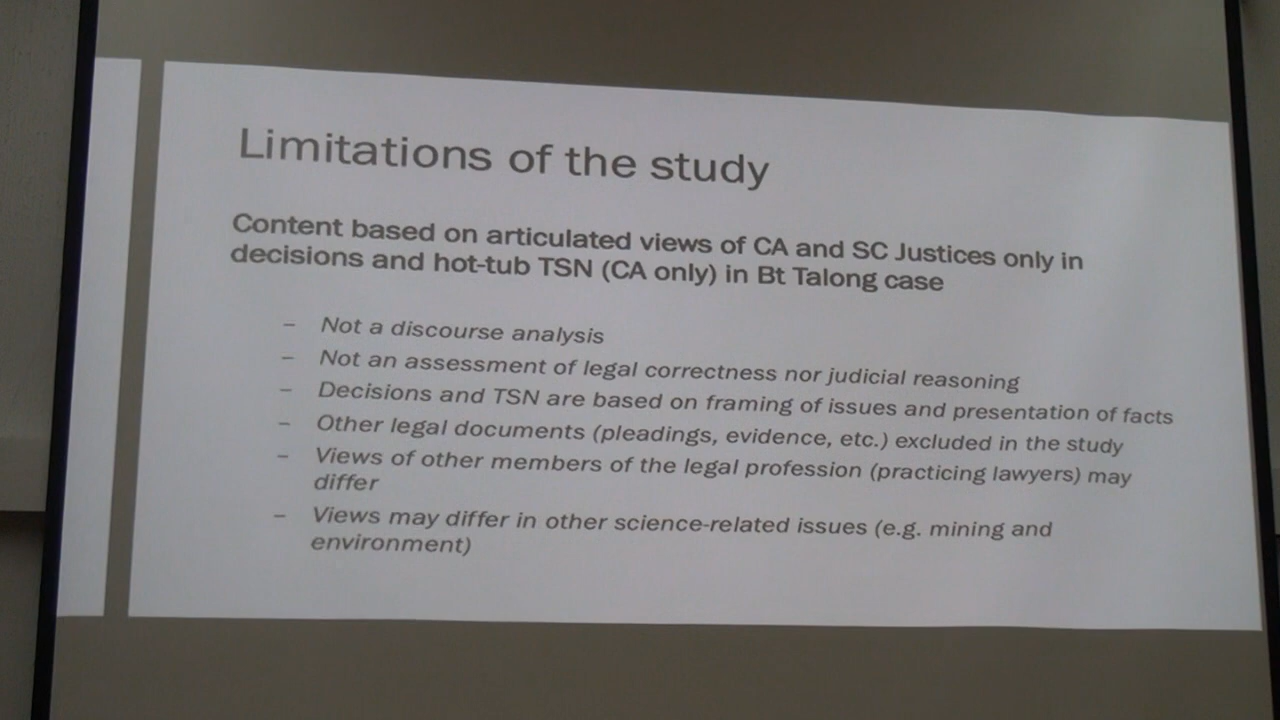 Limitations of the study
Content based on articulated views of CA and SC Justices only in
decisions and hot-tub TSN (CA only) in Bt Talong case
– Not a discourse analysis
– Not an assessment of legal correctness nor judicial reasoning
– Decisions and TSN are based on framing of issues and presentation of facts
– Other legal documents (pleadings, evidence, etc.) excluded in the study
– Views of other members of the legal profession (practicing lawyers) may
differ
– Views may differ in other science-related issues (e.g. mining and
environment)